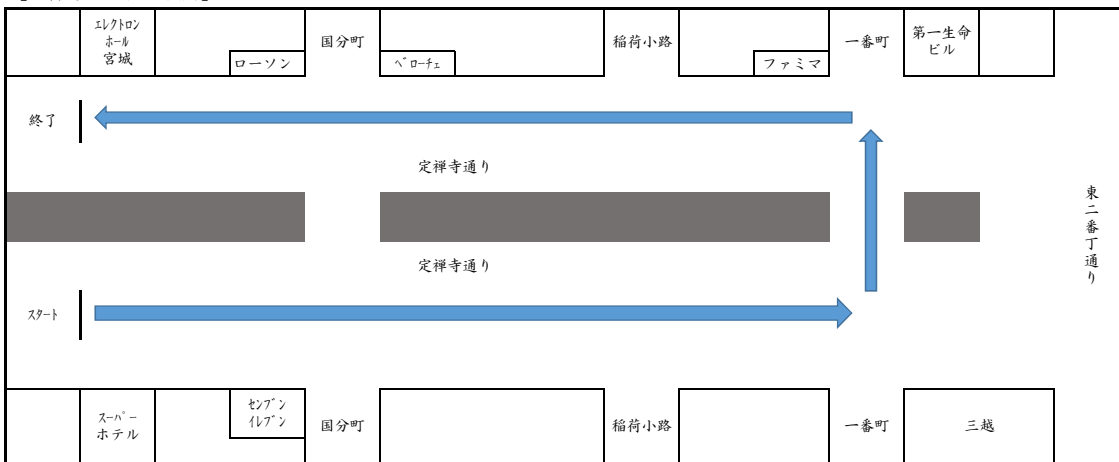 エレクトロン
ホール
宮城
ローソン
国分町
ベローチェ
稲荷小路
ファミマ
一番町
第一生命
ビル
終了
定禅寺通り
東二番丁通り
定禅寺通り
スタート
スーパー
ホテル
センブン
イレブン
国分町
稲荷小路
一番町
三越